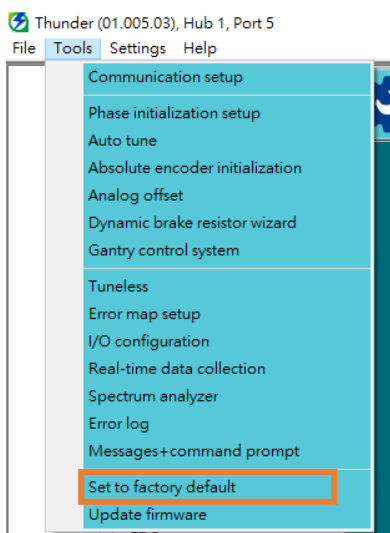 Thunder (01.005.03), Hub 1, Port 5
File Tools Settings Help
Communication setup
Phase initialization setup
Auto tune
Absolute encoder initialization
Analog offset
Dynamic brake resistor wizard
Gantry control system
Tuneless
Error map setup
I/O configuration
Real-time data collection
Spectrum analyzer
Error log
Messages+command prompt
Set to factory default
Update firmware